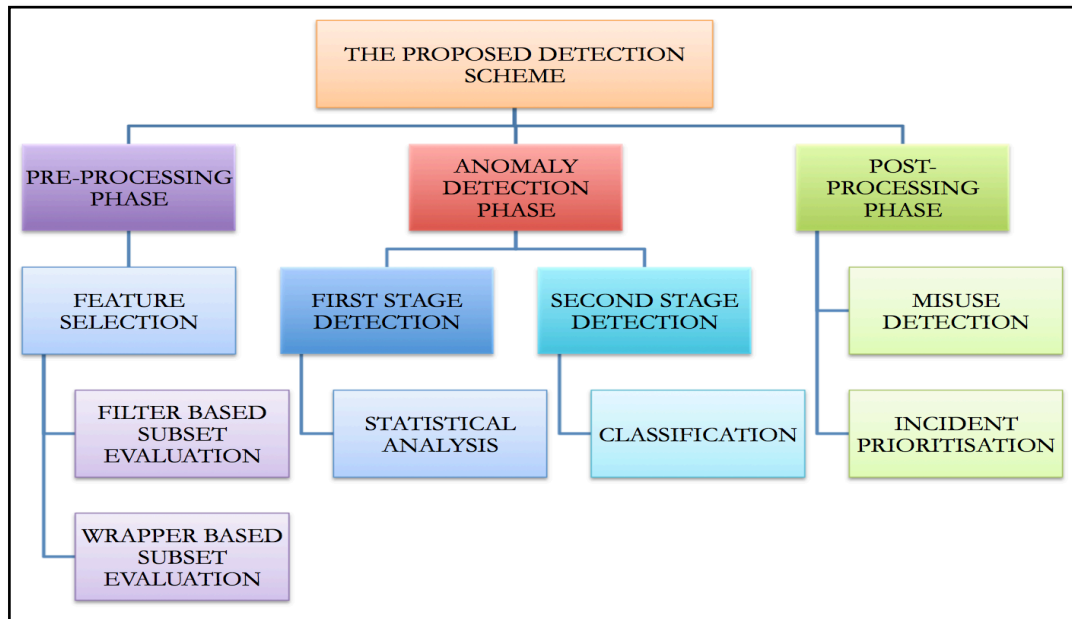 THE PROPOSED DETECTION
SCHEME
PRE-PROCESSING
PHASE
ANOMALY
DETECTION
PHASE
POST-
PROCESSING
PHASE
FEATURE
SELECTION
FIRST STAGE
DETECTION
SECOND STAGE
DETECTION
MISUSE
DETECTION
FILTER BASED
SUBSET
EVALUATION
STATISTICAL
ANALYSIS
CLASSIFICATION
INCIDENT
PRIORITISATION
WRAPPER BASED
SUBSET
EVALUATION